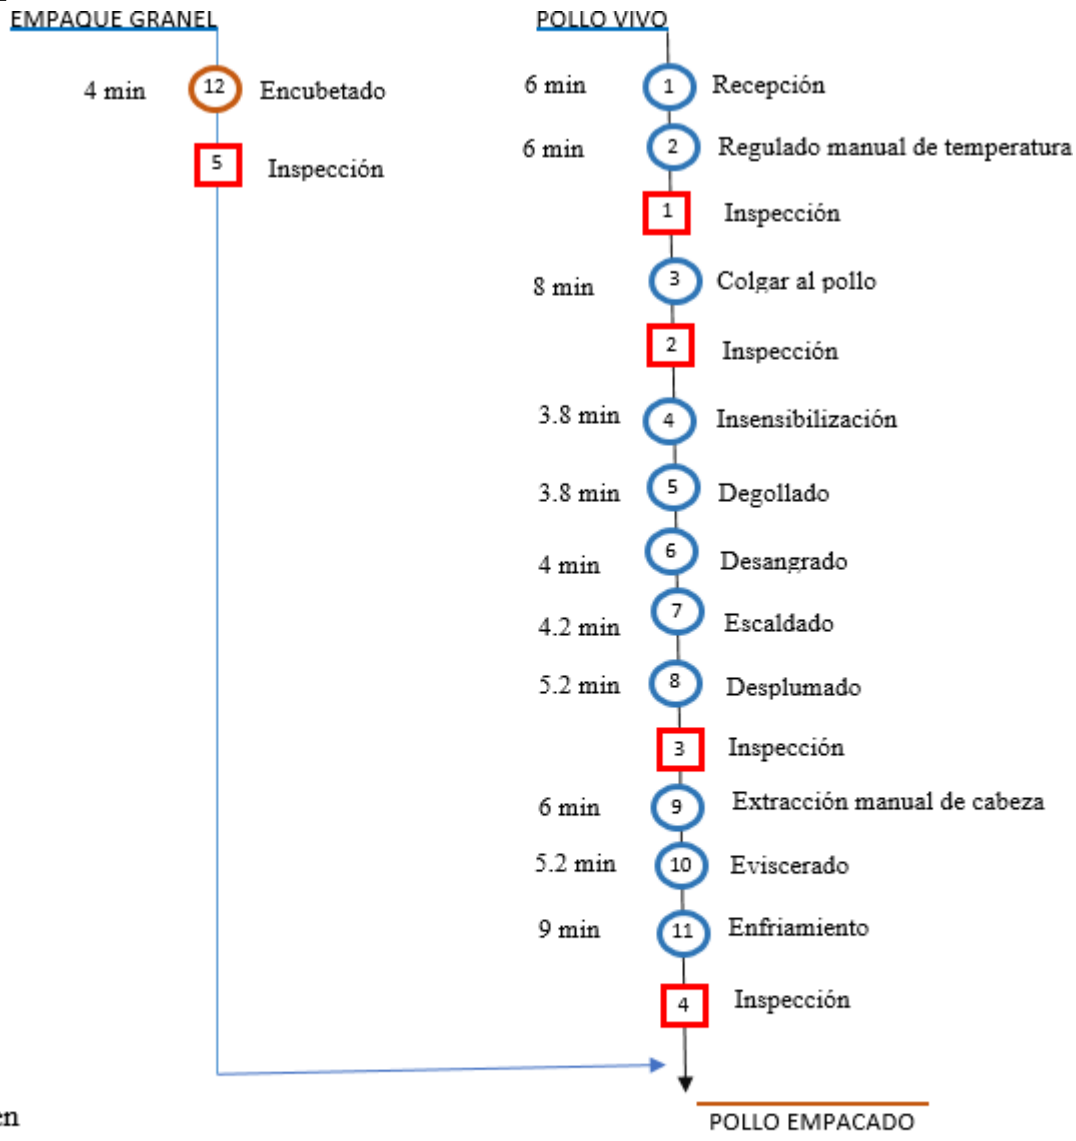 EMPAQUE GRANEL
4 min 12 Encubetado
5 Inspección
POLLO VIVO
6 min 1 Recepción
6 min 2 Regulado manual de temperatura
1 Inspección
8 min 3 Colgar al pollo
2 Inspección
3.8 min 4 Insensibilización
3.8 min 5 Degollado
4 min 6 Desangrado
4.2 min 7 Escaldado
5.2 min 8 Desplumado
3 Inspección
6 min 9 Extracción manual de cabeza
5.2 min 10 Eviscerado
9 min 11 Enfriamiento
4 Inspección
POLLO EMPACADO